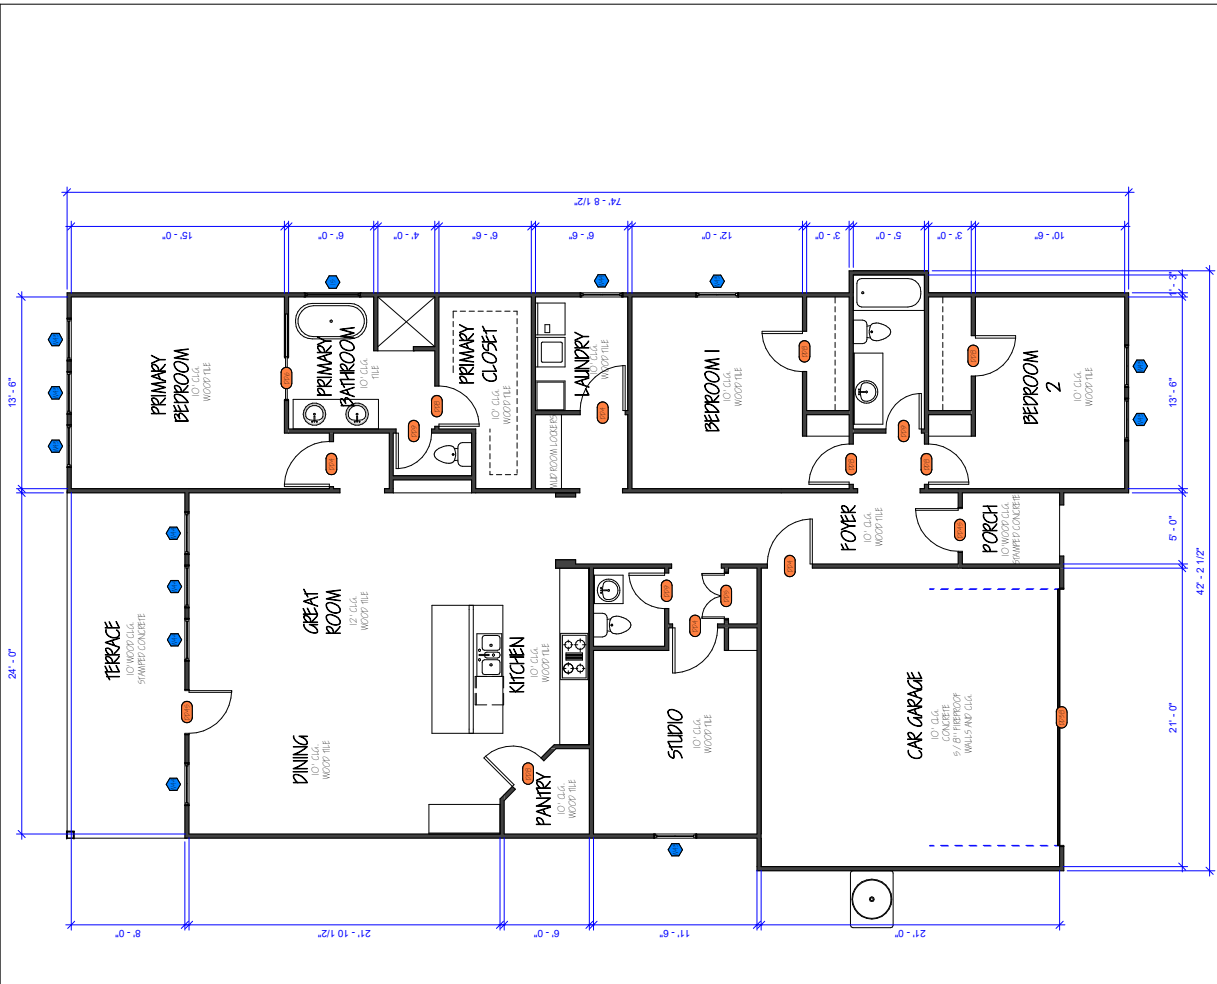 74' - 8 1/2"
15' - 0"
6' - 0"
4' - 0"
6' - 6"
6' - 6"
12' - 0"
3' - 0"
5' - 0"
3' - 0"
10' - 6"
1' - 3"
13' - 6"
24' - 0"
13' - 6"
5' - 0"
42' - 2 1/2"
21' - 0"
PRIMARY
BEDROOM
10' CLG.
WOOD TILE
PRIMARY
BATHROOM
10' CLG.
TILE
PRIMARY
CLOSET
10' CLG.
WOOD TILE
LAUNDRY
10' CLG.
WOOD TILE
MUD ROOM LOCKERS
BEDROOM 1
10' CLG.
WOOD TILE
BEDROOM
2
10' CLG.
WOOD TILE
FOYER
10' CLG.
WOOD TILE
PORCH
10' WOOD CLG.
STAMPED CONCRETE
TERRACE
10' WOOD CLG.
STAMPED CONCRETE
GREAT
ROOM
12' CLG.
WOOD TILE
KITCHEN
10' CLG.
WOOD TILE
DINING
10' CLG.
WOOD TILE
PANTRY
10' CLG.
WOOD TILE
STUDIO
10' CLG.
WOOD TILE
CAR GARAGE
10' CLG.
CONCRETE
5 / 8" FIREPROOF
WALLS AND CLG.
8' - 0"
21' - 10 1/2"
6' - 0"
11' - 6"
21' - 0"